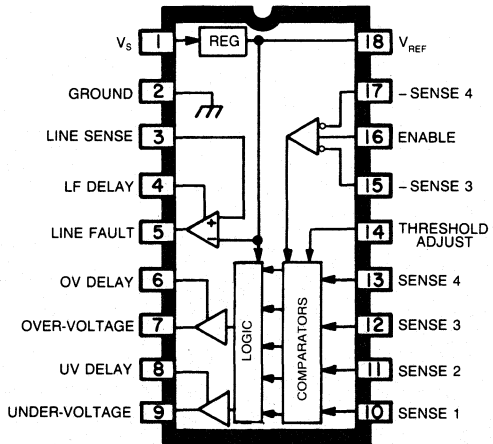 V_S 1 REG 18 V_REF
GROUND 2 17 –SENSE 4
LINE SENSE 3 16 ENABLE
LF DELAY 4 15 –SENSE 3
+
LINE FAULT 5 14 THRESHOLD
ADJUST
–
OV DELAY 6 13 SENSE 4
OVER-VOLTAGE 7 12 SENSE 3
LOGIC
COMPARATORS
UV DELAY 8 11 SENSE 2
UNDER-VOLTAGE 9 10 SENSE 1